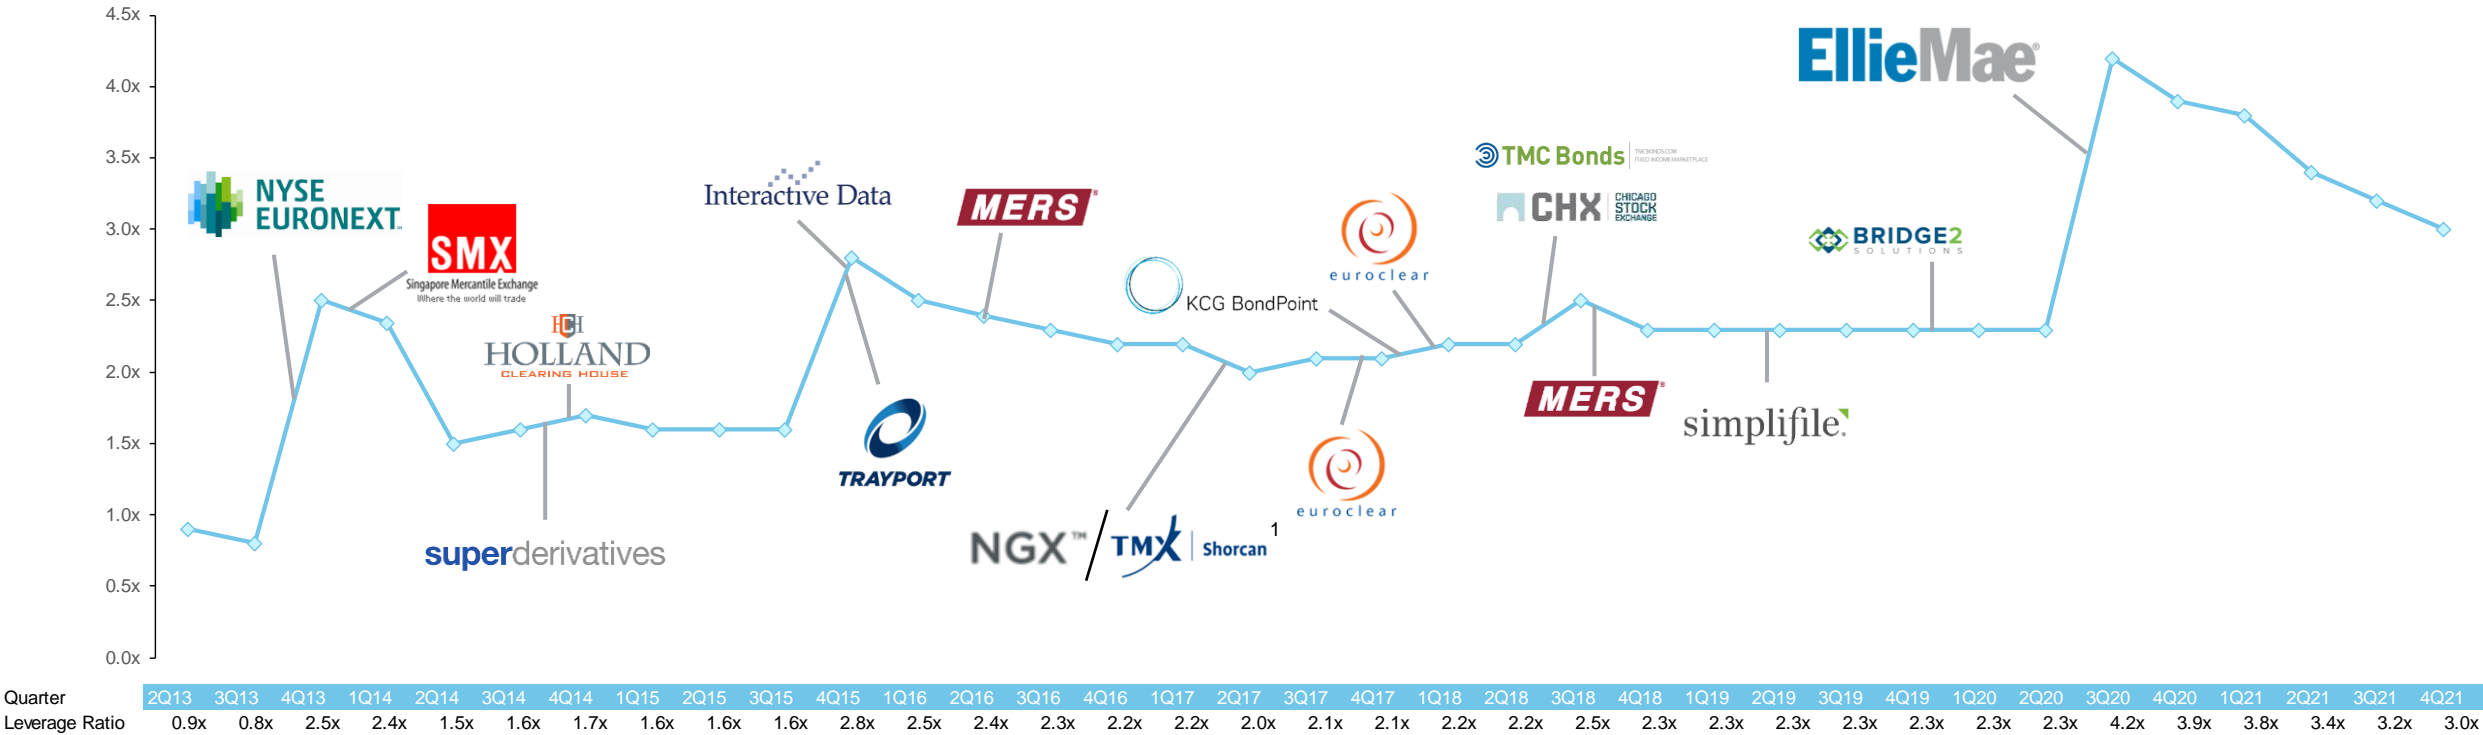 4.5x
4.0x
3.5x
3.0x
2.5x
2.0x
1.5x
1.0x
0.5x
0.0x
NYSE
EURONEXT
SMX
Singapore Mercantile Exchange
Where the world will trade
HCH
HOLLAND
CLEARING HOUSE
superderivatives
Interactive Data
TRAYPORT
MERS®
NGX™ / TMX | Shorcan 1
KCG BondPoint
euroclear
euroclear
TMC Bonds | TMCBONDS.COM
FIXED INCOME MARKETPLACE
CHX | CHICAGO
STOCK
EXCHANGE
MERS®
simplifile
BRIDGE2
SOLUTIONS
EllieMae®
Quarter 2Q13 3Q13 4Q13 1Q14 2Q14 3Q14 4Q14 1Q15 2Q15 3Q15 4Q15 1Q16 2Q16 3Q16 4Q16 1Q17 2Q17 3Q17 4Q17 1Q18 2Q18 3Q18 4Q18 1Q19 2Q19 3Q19 4Q19 1Q20 2Q20 3Q20 4Q20 1Q21 2Q21 3Q21 4Q21
Leverage Ratio 0.9x 0.8x 2.5x 2.4x 1.5x 1.6x 1.7x 1.6x 1.6x 1.6x 2.8x 2.5x 2.4x 2.3x 2.2x 2.2x 2.0x 2.1x 2.1x 2.2x 2.2x 2.5x 2.3x 2.3x 2.3x 2.3x 2.3x 2.3x 2.3x 4.2x 3.9x 3.8x 3.4x 3.2x 3.0x